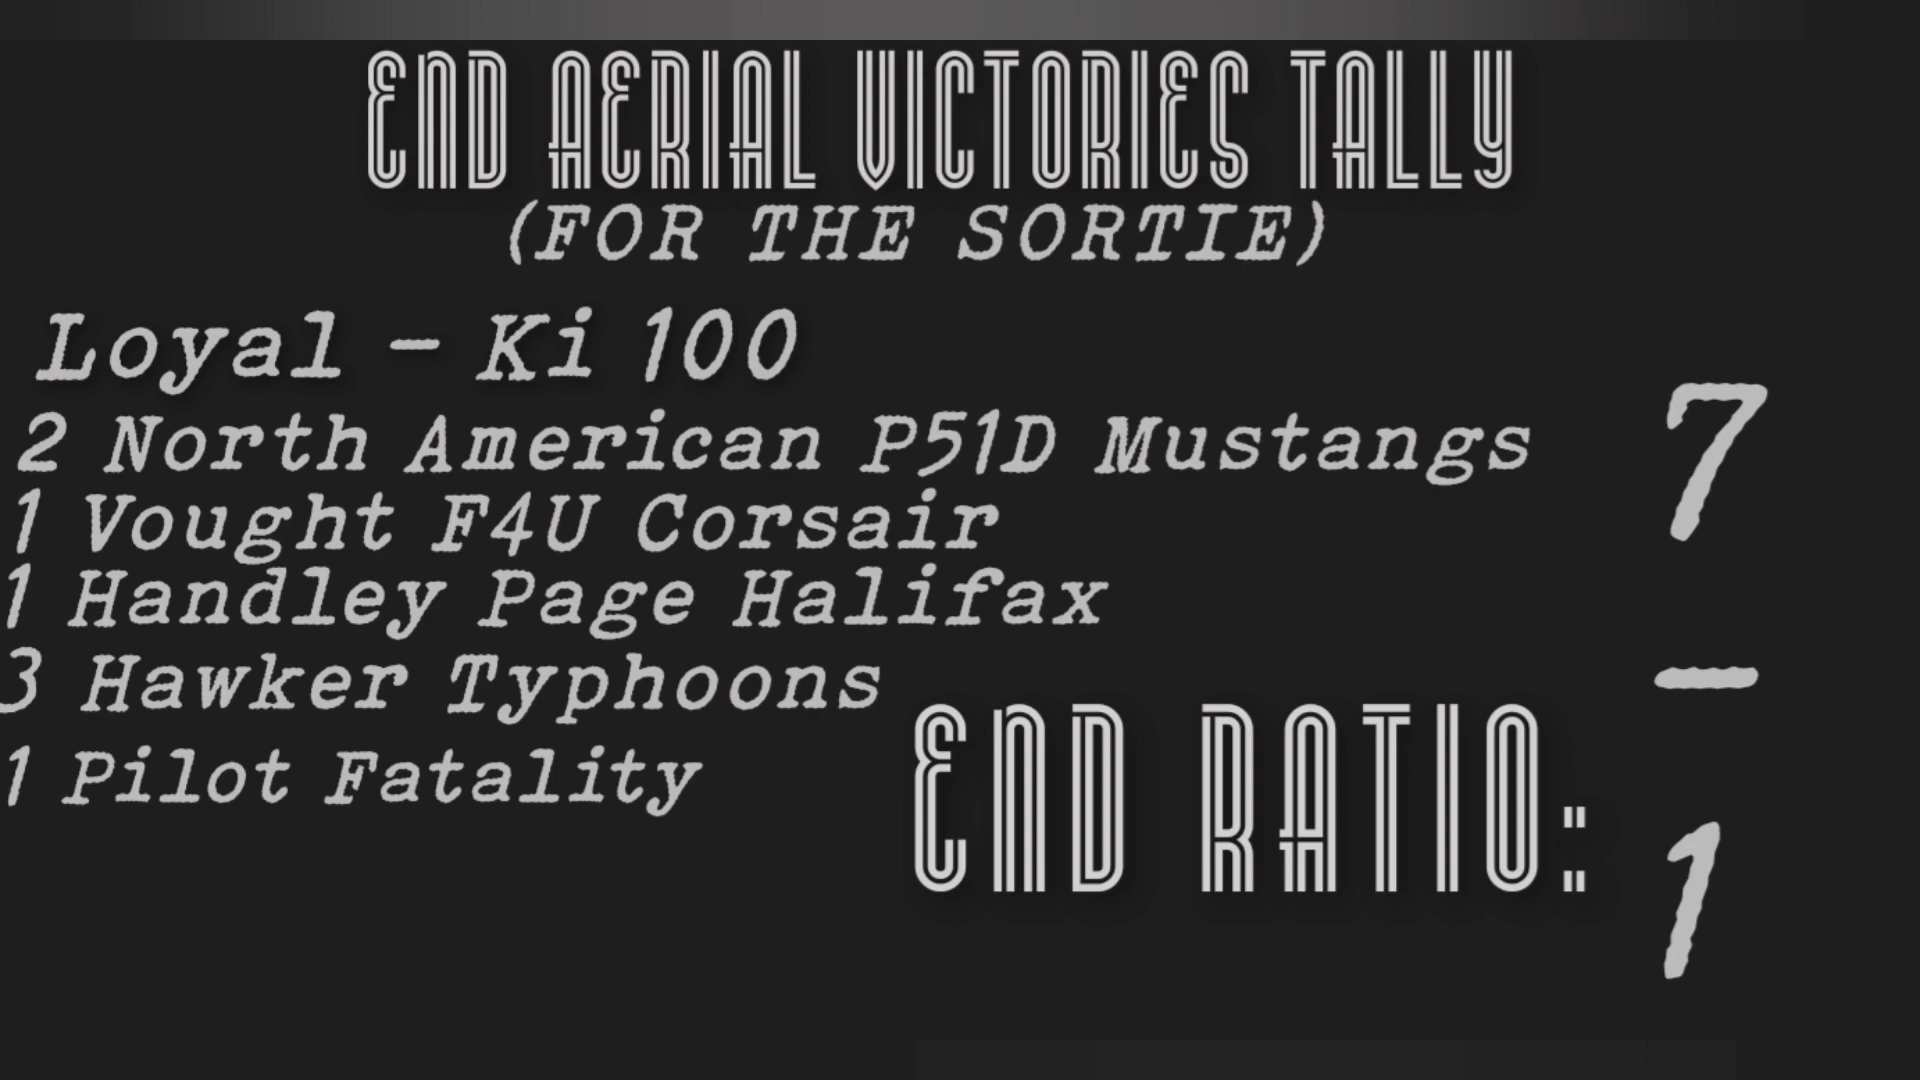 END AERIAL VICTORIES TALLY
(FOR THE SORTIE)
Loyal - Ki 100
2 North American P51D Mustangs
1 Vought F4U Corsair
1 Handley Page Halifax
3 Hawker Typhoons
1 Pilot Fatality
END RATIO:
7
-
1